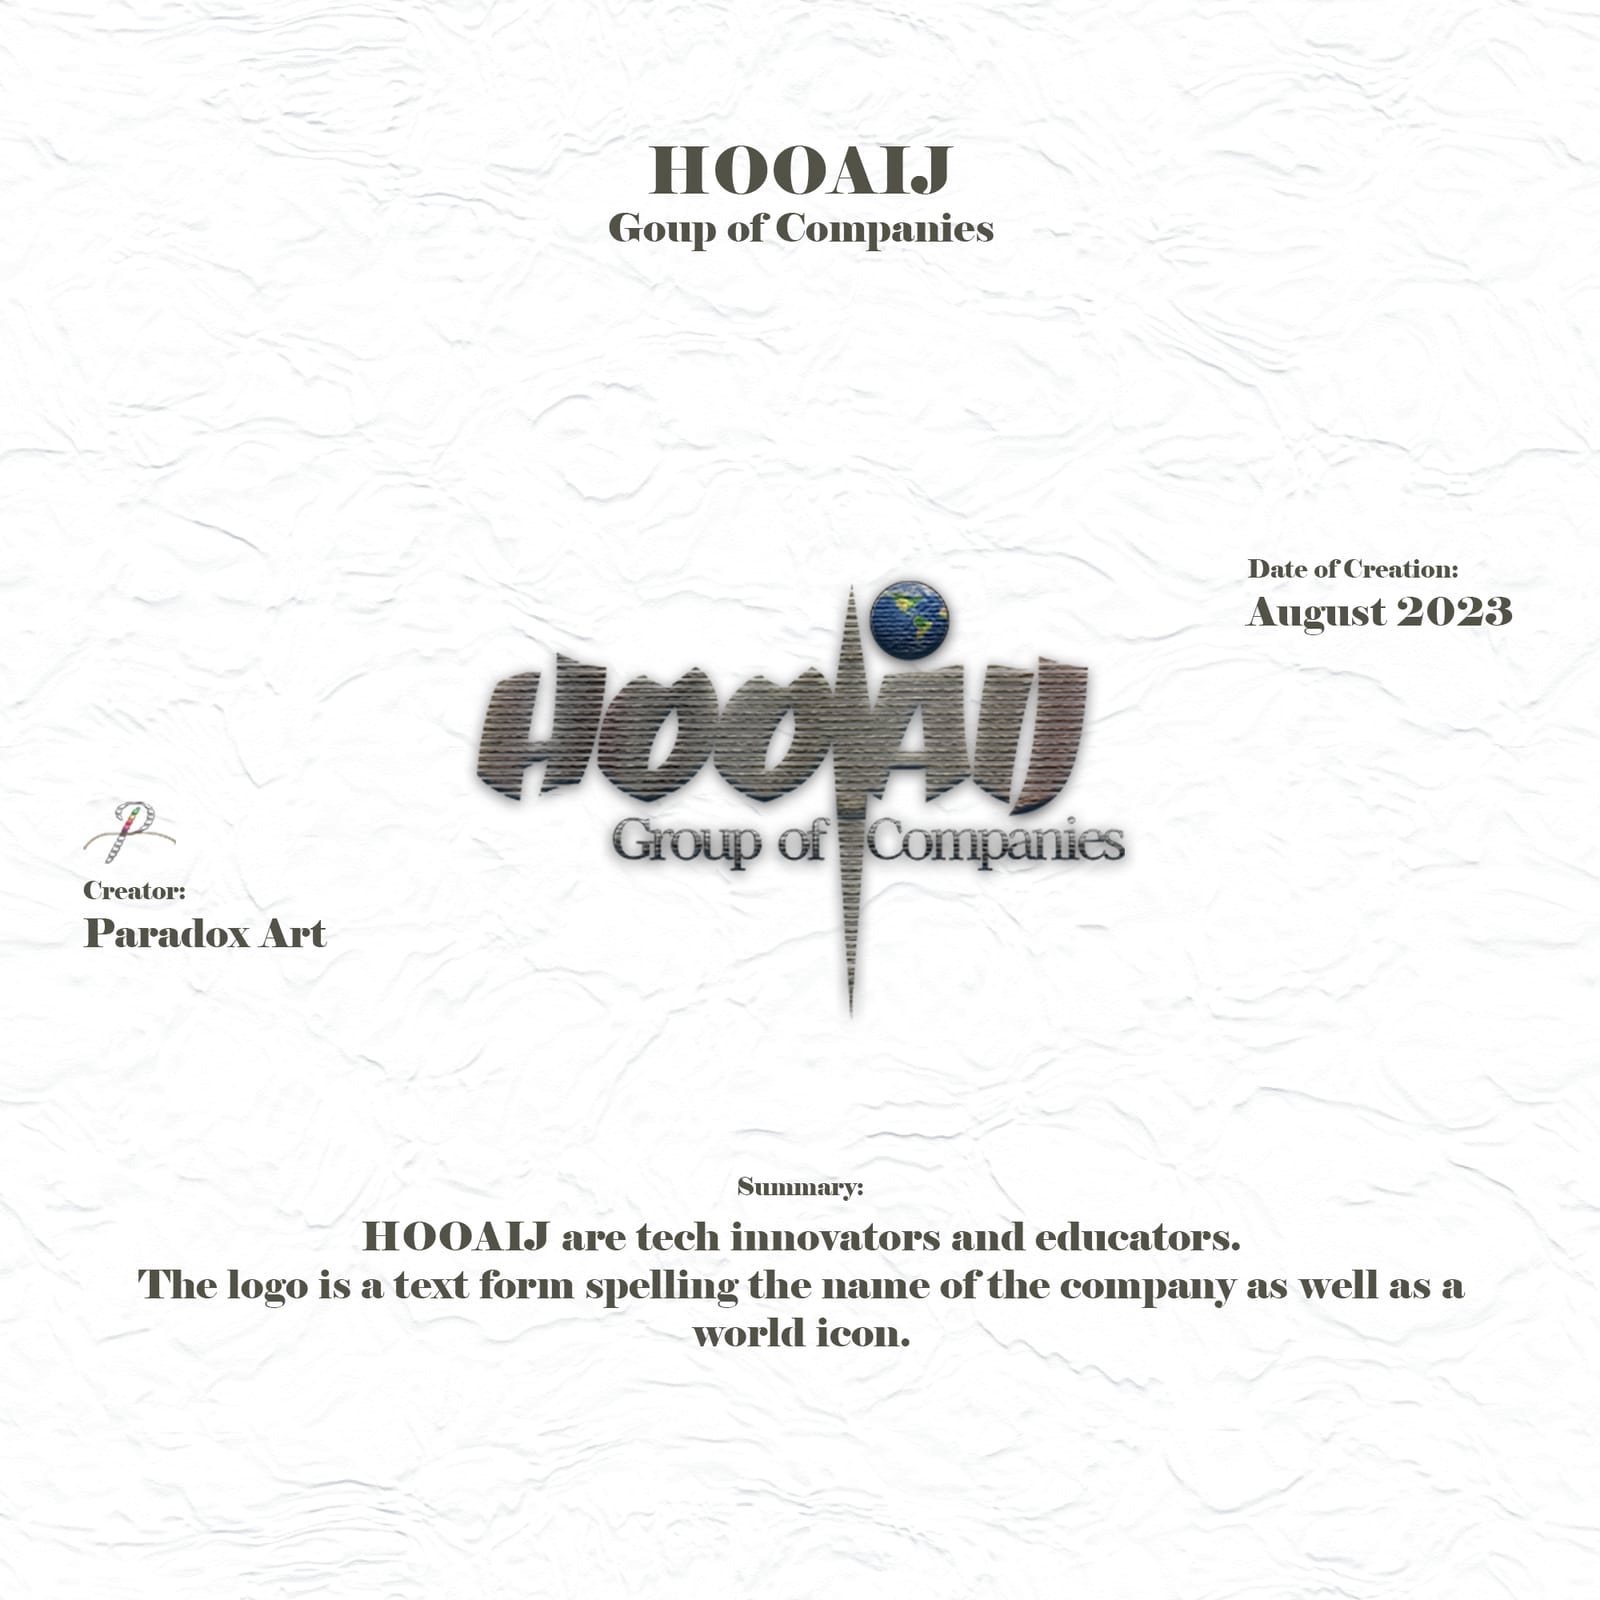 HOOAIJ
Goup of Companies
Date of Creation:
August 2023
HOOAIJ
Group of Companies
Creator:
Paradox Art
Summary:
HOOAIJ are tech innovators and educators.
The logo is a text form spelling the name of the company as well as a
world icon.